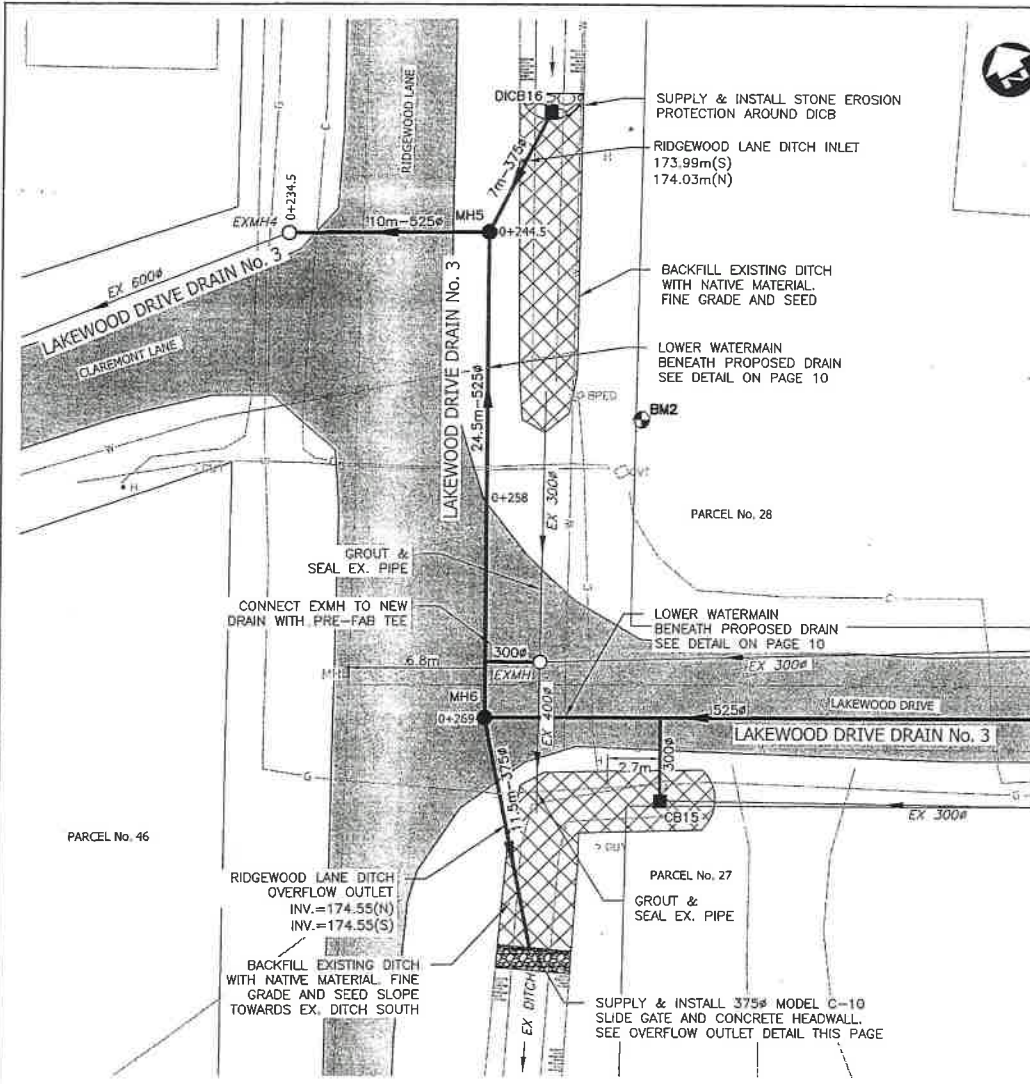 RIDGEWOOD LANE
DICB16
SUPPLY & INSTALL STONE EROSION
PROTECTION AROUND DICB
RIDGEWOOD LANE DITCH INLET
173.99m(S)
174.03m(N)
7m-375ø
EXMH4
0+234.5
10m-525ø
MH5
0+244.5
EX 600ø
LAKEWOOD DRIVE DRAIN No. 3
CLAREMONT LANE
LAKEWOOD DRIVE DRAIN No. 3
24.5m-525ø
BACKFILL EXISTING DITCH
WITH NATIVE MATERIAL.
FINE GRADE AND SEED
LOWER WATERMAIN
BENEATH PROPOSED DRAIN
SEE DETAIL ON PAGE 10
BPED
BM2
0+258
EX 300ø
PARCEL No. 28
GROUT &
SEAL EX. PIPE
CONNECT EXMH TO NEW
DRAIN WITH PRE-FAB TEE
LOWER WATERMAIN
BENEATH PROPOSED DRAIN
SEE DETAIL ON PAGE 10
6.8m
300ø
EXMH
EX 300ø
MH
MH6
0+269
EX 400ø
525ø
LAKEWOOD DRIVE
LAKEWOOD DRIVE DRAIN No. 3
2.7m
300ø
CB15
EX 300ø
11.5m-375ø
PARCEL No. 46
PARCEL No. 27
RIDGEWOOD LANE DITCH
OVERFLOW OUTLET
INV.=174.55(N)
INV.=174.55(S)
GROUT &
SEAL EX. PIPE
BACKFILL EXISTING DITCH
WITH NATIVE MATERIAL. FINE
GRADE AND SEED SLOPE
TOWARDS EX. DITCH SOUTH
EX DITCH
SUPPLY & INSTALL 375ø MODEL C-10
SLIDE GATE AND CONCRETE HEADWALL.
SEE OVERFLOW OUTLET DETAIL THIS PAGE